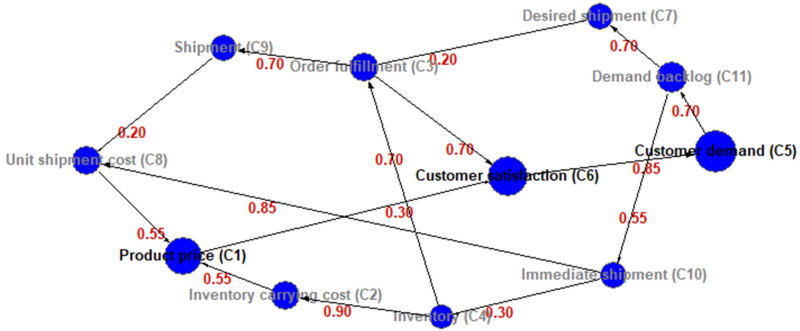 Desired shipment (C7)
Shipment (C9)
0.70
Order fulfillment (C3)
0.20
0.70
Demand backlog (C11)
0.70
0.20
Customer demand (C5)
Unit shipment cost (C8)
0.70
0.70
Customer satisfaction (C6)
0.85
0.85
0.30
0.55
0.55
Product price (C1)
0.55
Immediate shipment (C10)
Inventory carrying cost (C2)
0.90
Inventory (C4)
0.30